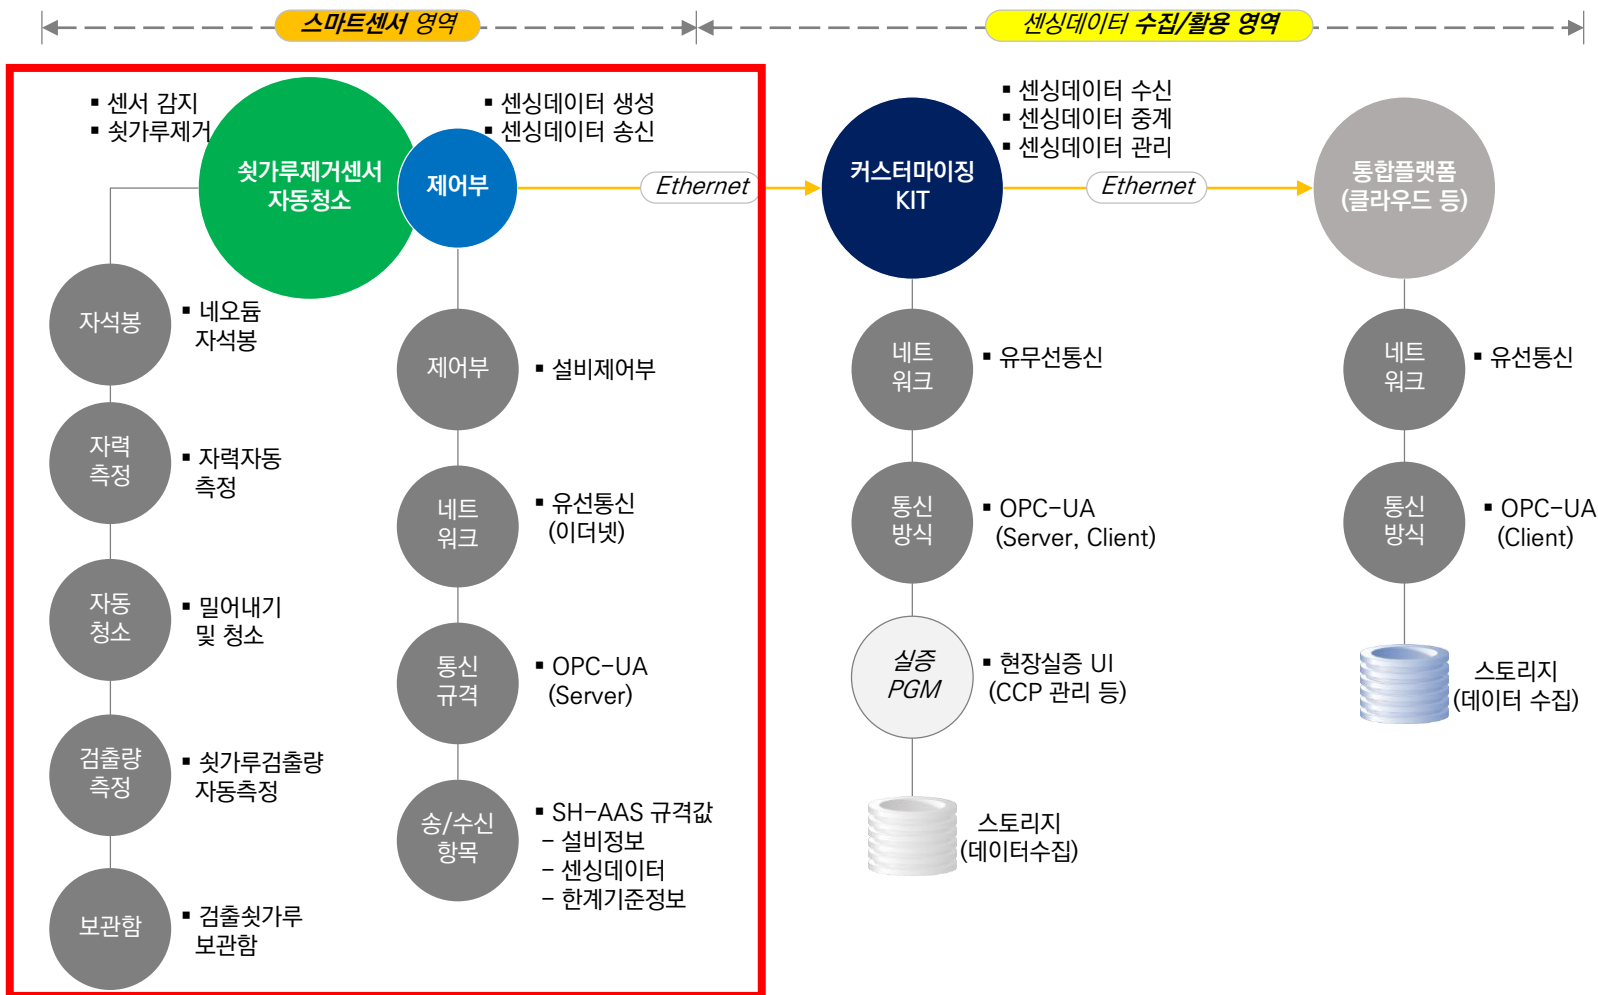 스마트센서 영역
센싱데이터 수집/활용 영역
▪ 센서 감지
▪ 쇳가루제거
쇳가루제거센서
자동청소
▪ 센싱데이터 생성
▪ 센싱데이터 송신
제어부
Ethernet
커스터마이징
KIT
▪ 센싱데이터 수신
▪ 센싱데이터 중계
▪ 센싱데이터 관리
Ethernet
통합플랫폼
(클라우드 등)
자석봉
▪ 네오듐
자석봉
자력
측정
▪ 자력자동
측정
자동
청소
▪ 밀어내기
및 청소
검출량
측정
▪ 쇳가루검출량
자동측정
보관함
▪ 검출쇳가루
보관함
제어부
▪ 설비제어부
네트
워크
▪ 유선통신
(이더넷)
통신
규격
▪ OPC-UA
(Server)
송/수신
항목
▪ SH-AAS 규격값
- 설비정보
- 센싱데이터
- 한계기준정보
네트
워크
▪ 유무선통신
통신
방식
▪ OPC-UA
(Server, Client)
실증
PGM
▪ 현장실증 UI
(CCP 관리 등)
스토리지
(데이터수집)
네트
워크
▪ 유선통신
통신
방식
▪ OPC-UA
(Client)
스토리지
(데이터 수집)